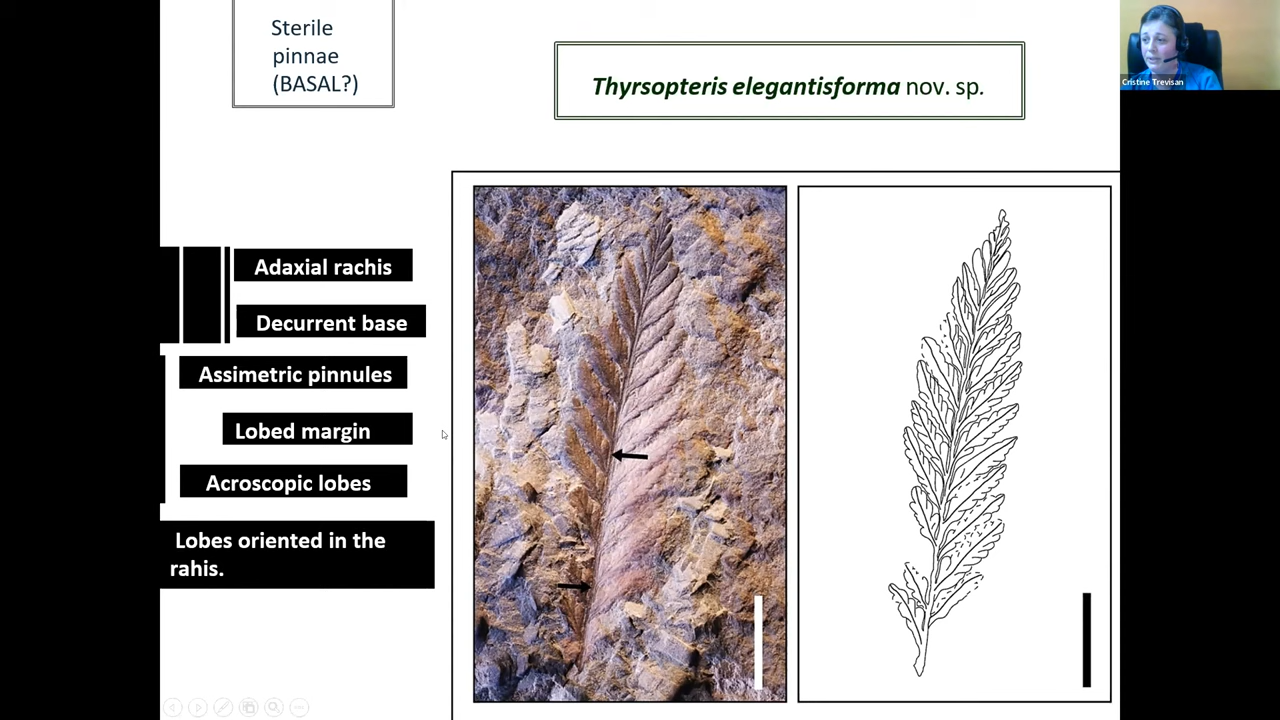 Sterile
pinnae
(BASAL?)
Thyrsopteris elegantisforma nov. sp.
Cristine Trevisan
Adaxial rachis
Decurrent base
Assimetric pinnules
Lobed margin
Acroscopic lobes
Lobes oriented in the
rahis.